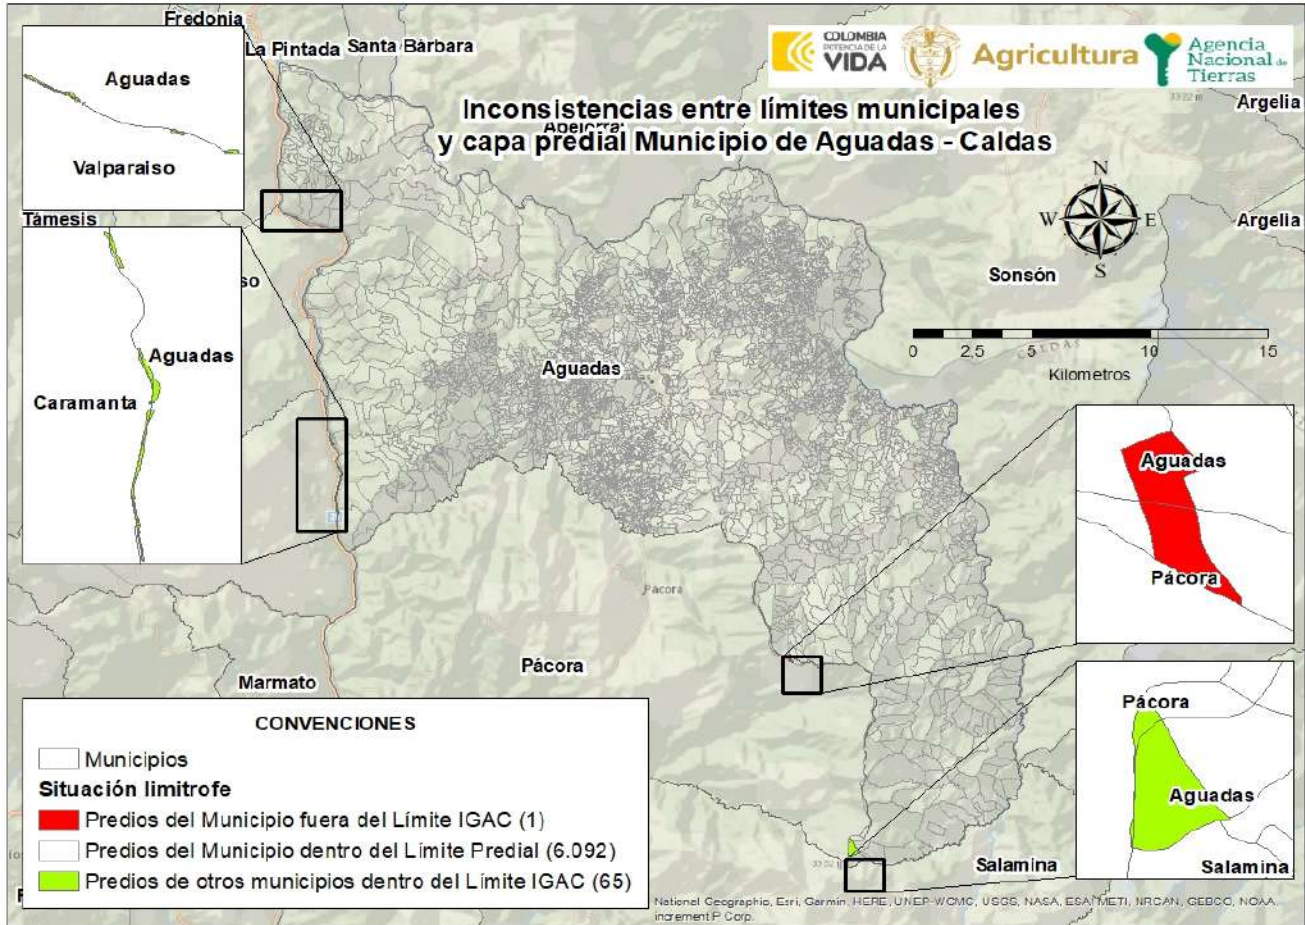 Fredonia
La Pintada
Santa Bárbara
COLOMBIA
POTENCIA DE LA
VIDA
Agricultura
Agencia
Nacional de
Tierras
Inconsistencias entre límites municipales
y capa predial Municipio de Aguadas - Caldas
Argelia
Argelia
N
W
E
S
Aguadas
Valparaiso
Támesis
so
Sonsón
0
2,5
5
10
15
Kilometros
CALDAS
Aguadas
Caramanta
Aguadas
Aguadas
Pácora
Pácora
Pácora
Marmato
Pácora
Aguadas
Salamina
Salamina
CONVENCIONES
Municipios
Situación limitrofe
Predios del Municipio fuera del Límite IGAC (1)
Predios del Municipio dentro del Límite Predial (6.092)
Predios de otros municipios dentro del Límite IGAC (65)
National Geographic, Esri, Garmin, HERE, UNEP-WCMC, USGS, NASA, ESA, METI, NRCAN, GEBCO, NOAA,
increment P Corp.